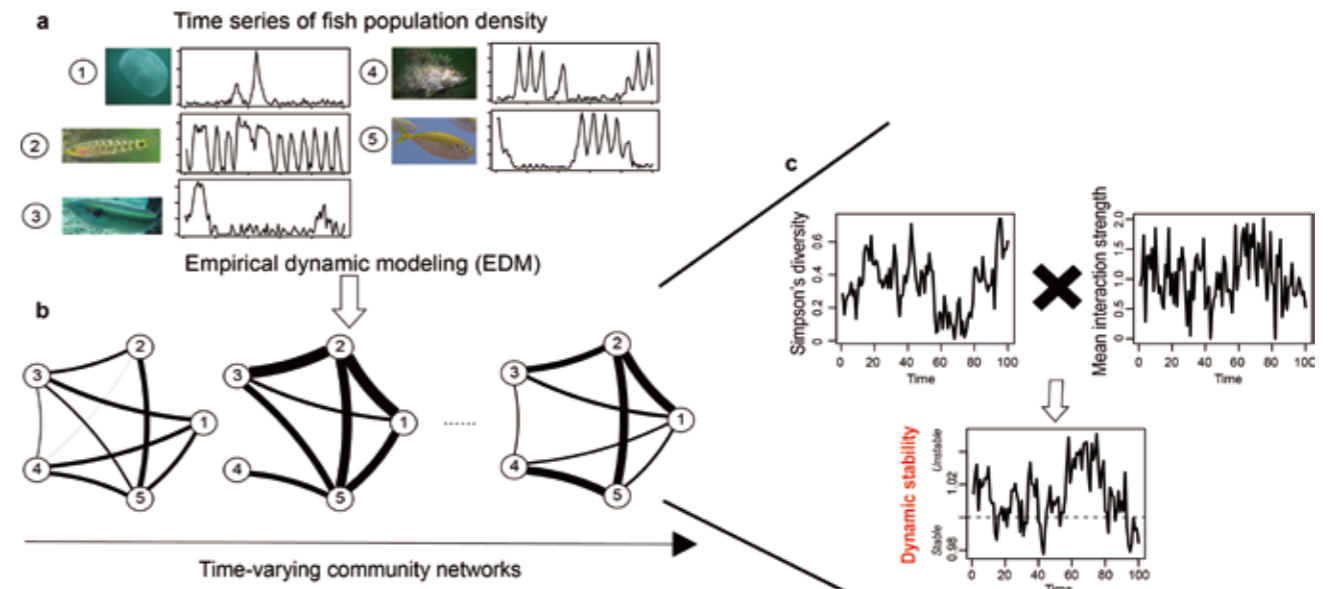 a
Time series of fish population density
1
4
2
5
3
Empirical dynamic modeling (EDM)
b
2
3
1
4
5
2
3
1
4
5
......
2
3
1
4
5
Time-varying community networks
c
Simpson's diversity
0 0.2 0.4 0.6
0 20 40 60 80 100
Time
Mean interaction strength
0 0.5 1.0 1.5 2.0
0 20 40 60 80 100
Time
Dynamic stability
Stable Unstable
0.98 1.02
0 20 40 60 80 100
Time